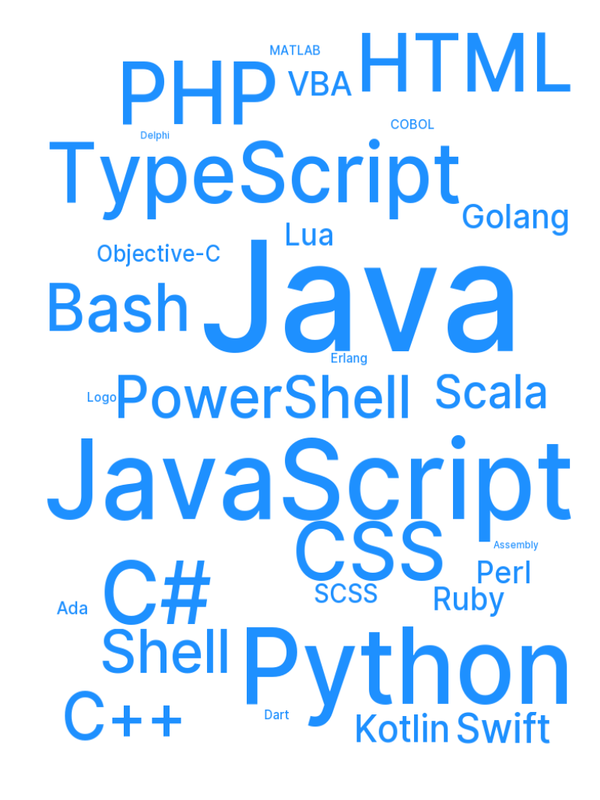 MATLAB
HTML
PHP
VBA
COBOL
Delphi
TypeScript
Golang
Lua
Objective-C
Java
Bash
Erlang
Logo
PowerShell
Scala
JavaScript
CSS
Assembly
Perl
C#
SCSS
Ruby
Ada
Shell
Python
C++
Dart
Kotlin
Swift